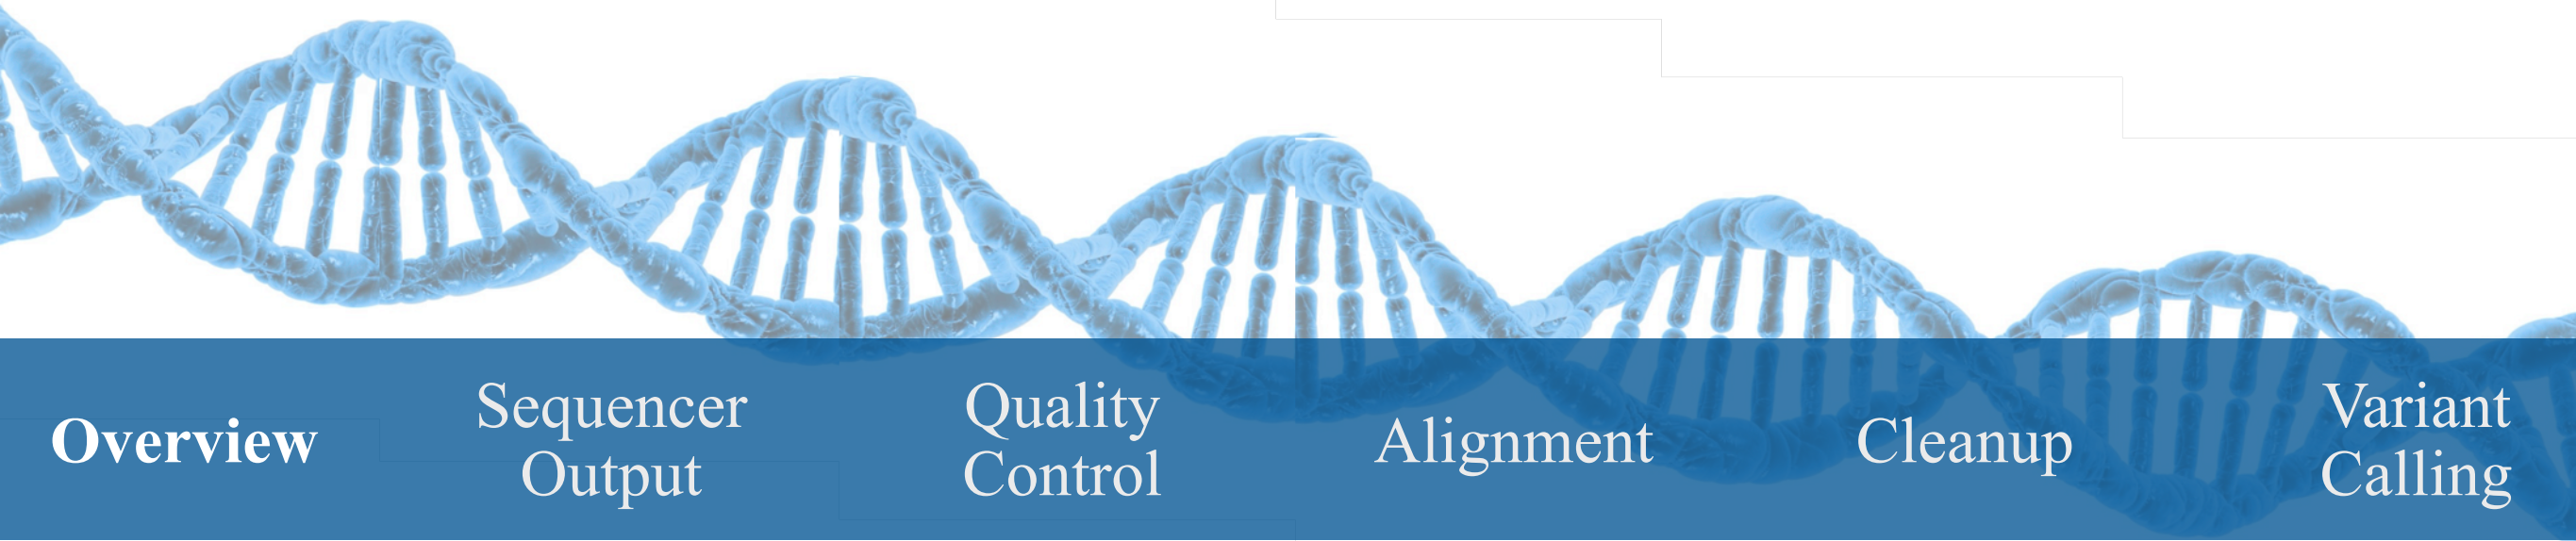 Overview
Sequencer
Output
Quality
Control
Alignment
Cleanup
Variant
Calling